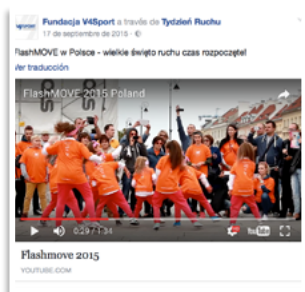 Fundacja V4Sport a través de Tydzień Ruchu
17 de septiembre de 2015
FlashMOVE w Polsce - wielkie święto ruchu czas rozpocząć!
Ver traducción
FlashMOVE 2015 Poland
0:29 / 1:34
YouTube
Flashmove 2015
YOUTUBE.COM